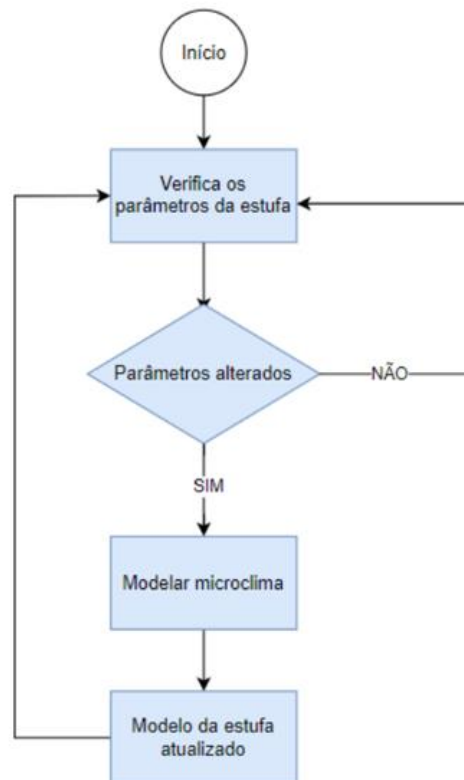 Início
Verifica os
parâmetros da estufa
Parâmetros alterados
NÃO
SIM
Modelar microclima
Modelo da estufa
atualizado